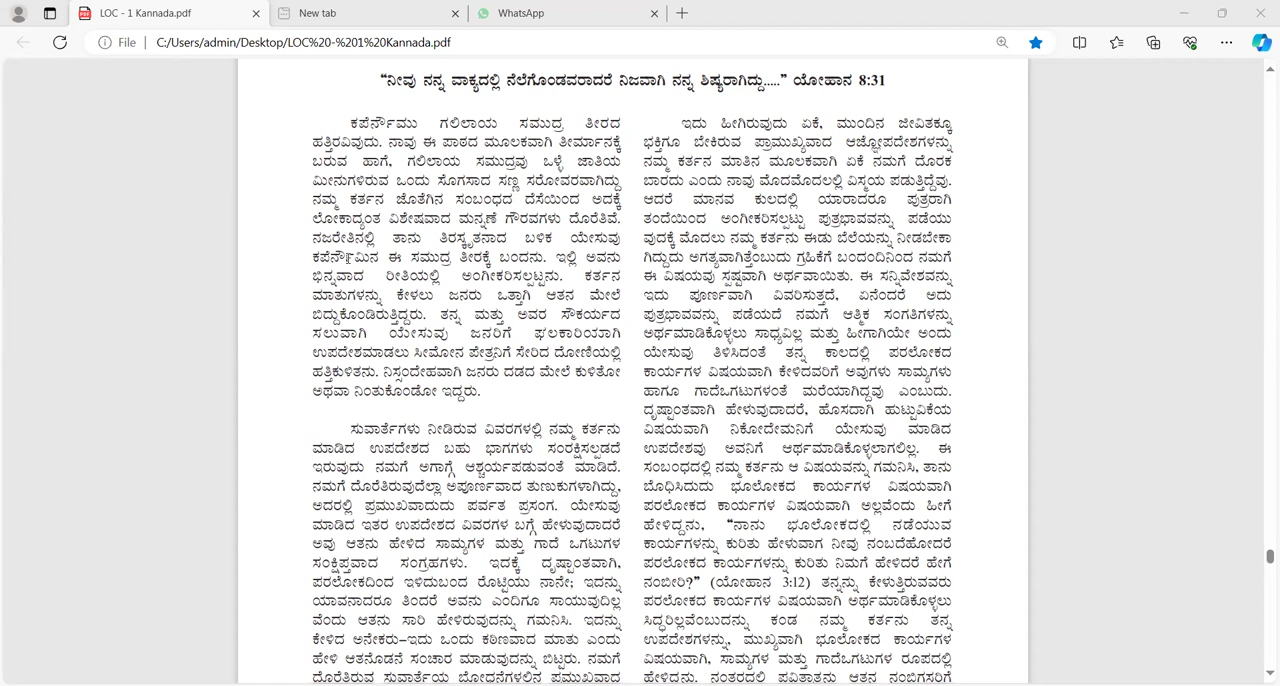 LOC - 1 Kannada.pdf
New tab
WhatsApp
File
C:/Users/admin/Desktop/LOC%20-%201%20Kannada.pdf
“ನೀವು ನನ್ನ ವಾಕ್ಯದಲ್ಲಿ ನೆಲೆಗೊಂಡವರಾದರೆ ನಿಜವಾಗಿ ನನ್ನ ಶಿಷ್ಯರಾಗಿದ್ದು.....” ಯೋಹಾನ 8:31
ಕಪೆರ್ನೌಮು ಗಲಿಲಾಯ ಸಮುದ್ರ ತೀರದ
ಹತ್ತಿರವಿವುದು. ನಾವು ಈ ಪಾಠದ ಮೂಲಕವಾಗಿ ತೀರ್ಮಾನಕ್ಕೆ
ಬರುವ ಹಾಗೆ, ಗಲಿಲಾಯ ಸಮುದ್ರವು ಒಳ್ಳೆ ಜಾತಿಯ
ಮೀನುಗಳಿರುವ ಒಂದು ಸೊಗಸಾದ ಸಣ್ಣ ಸರೋವರವಾಗಿದ್ದು
ನಮ್ಮ ಕರ್ತನ ಜೊತೆಗಿನ ಸಂಬಂಧದ ದೆಸೆಯಿಂದ ಅದಕ್ಕೆ
ಲೋಕಾದ್ಯಂತ ವಿಶೇಷವಾದ ಮನ್ನಣೆ ಗೌರವಗಳು ದೊರೆತಿವೆ.
ನಜರೇತಿನಲ್ಲಿ ತಾನು ತಿರಸ್ಕೃತನಾದ ಬಳಿಕ ಯೇಸುವು
ಕಪೆರ್ನೌಮಿನ ಈ ಸಮುದ್ರ ತೀರಕ್ಕೆ ಬಂದನು. ಇಲ್ಲಿ ಅವನು
ಭಿನ್ನವಾದ ರೀತಿಯಲ್ಲಿ ಅಂಗೀಕರಿಸಲ್ಪಟ್ಟನು. ಕರ್ತನ
ಮಾತುಗಳನ್ನು ಕೇಳಲು ಜನರು ಒತ್ತಾಗಿ ಆತನ ಮೇಲೆ
ಬಿದ್ದುಕೊಂಡಿರುತ್ತಿದ್ದರು. ತನ್ನ ಮತ್ತು ಅವರ ಸೌಕರ್ಯದ
ಸಲುವಾಗಿ ಯೇಸುವು ಜನರಿಗೆ ಫಲಕಾರಿಯಾಗಿ
ಉಪದೇಶಮಾಡಲು ಸೀಮೋನ ಪೇತ್ರನಿಗೆ ಸೇರಿದ ದೋಣಿಯಲ್ಲಿ
ಹತ್ತಿಕುಳಿತನು. ನಿಸ್ಸಂದೇಹವಾಗಿ ಜನರು ದಡದ ಮೇಲೆ ಕುಳಿತೋ
ಅಥವಾ ನಿಂತುಕೊಂಡೋ ಇದ್ದರು.
ಸುವಾರ್ತೆಗಳು ನೀಡಿರುವ ವಿವರಗಳಲ್ಲಿ ನಮ್ಮ ಕರ್ತನು
ಮಾಡಿದ ಉಪದೇಶದ ಬಹು ಭಾಗಗಳು ಸಂರಕ್ಷಿಸಲ್ಪಡದೆ
ಇರುವುದು ನಮಗೆ ಆಗಾಗ್ಗೆ ಆಶ್ಚರ್ಯಪಡುವಂತೆ ಮಾಡಿದೆ.
ನಮಗೆ ದೊರೆತಿರುವುದೆಲ್ಲಾ ಅಪೂರ್ಣವಾದ ತುಣುಕುಗಳಾಗಿದ್ದು,
ಅದರಲ್ಲಿ ಪ್ರಮುಖವಾದುದು ಪರ್ವತ ಪ್ರಸಂಗ. ಯೇಸುವು
ಮಾಡಿದ ಇತರ ಉಪದೇಶದ ವಿವರಗಳ ಬಗ್ಗೆ ಹೇಳುವುದಾದರೆ
ಅವು ಆತನು ಹೇಳಿದ ಸಾಮ್ಯಗಳ ಮತ್ತು ಗಾದೆ ಒಗಟುಗಳ
ಸಂಕ್ಷಿಪ್ತವಾದ ಸಂಗ್ರಹಗಳು. ಇದಕ್ಕೆ ದೃಷ್ಟಾಂತವಾಗಿ,
ಪರಲೋಕದಿಂದ ಇಳಿದುಬಂದ ರೊಟ್ಟಿಯು ನಾನೇ; ಇದನ್ನು
ಯಾವನಾದರೂ ತಿಂದರೆ ಅವನು ಎಂದಿಗೂ ಸಾಯುವುದಿಲ್ಲ
ವೆಂದು ಆತನು ಸಾರಿ ಹೇಳಿರುವುದನ್ನು ಗಮನಿಸಿ. ಇದನ್ನು
ಕೇಳಿದ ಅನೇಕರು-ಇದು ಒಂದು ಕಠಿಣವಾದ ಮಾತು ಎಂದು
ಹೇಳಿ ಆತನೊಡನೆ ಸಂಚಾರ ಮಾಡುವುದನ್ನು ಬಿಟ್ಟರು. ನಮಗೆ
ದೊರೆತಿರುವ ಸುವಾರ್ತೆಯ ಬೋಧನೆಗಳಲ್ಲಿನ ಪ್ರಮುಖವಾದ
ಇದು ಹೀಗಿರುವುದು ಏಕೆ, ಮುಂದಿನ ಜೀವಿತಕ್ಕೂ
ಭಕ್ತಿಗೂ ಬೇಕಿರುವ ಪ್ರಾಮುಖ್ಯವಾದ ಆಜ್ಞೋಪದೇಶಗಳನ್ನು
ನಮ್ಮ ಕರ್ತನ ಮಾತಿನ ಮೂಲಕವಾಗಿ ಏಕೆ ನಮಗೆ ದೊರಕ
ಬಾರದು ಎಂದು ನಾವು ಮೊದಮೊದಲಲ್ಲಿ ವಿಸ್ಮಯ ಪಡುತ್ತಿದ್ದೆವು.
ಆದರೆ ಮಾನವ ಕುಲದಲ್ಲಿ ಯಾರಾದರೂ ಪುತ್ರರಾಗಿ
ತಂದೆಯಿಂದ ಅಂಗೀಕರಿಸಲ್ಪಟ್ಟು ಪುತ್ರಭಾವವನ್ನು ಪಡೆಯು
ವುದಕ್ಕೆ ಮೊದಲು ನಮ್ಮ ಕರ್ತನು ಈಡು ಬೆಲೆಯನ್ನು ನೀಡಬೇಕಾ
ಗಿದ್ದುದು ಅಗತ್ಯವಾಗಿತ್ತೆಂಬುದು ಗ್ರಹಿಕೆಗೆ ಬಂದಂದಿನಿಂದ ನಮಗೆ
ಈ ವಿಷಯವು ಸ್ಪಷ್ಟವಾಗಿ ಅರ್ಥವಾಯಿತು. ಈ ಸನ್ನಿವೇಶವನ್ನು
ಇದು ಪೂರ್ಣವಾಗಿ ವಿವರಿಸುತ್ತದೆ, ಏನೆಂದರೆ ಅದು
ಪುತ್ರಭಾವವನ್ನು ಪಡೆಯದೆ ನಮಗೆ ಆತ್ಮಿಕ ಸಂಗತಿಗಳನ್ನು
ಅರ್ಥಮಾಡಿಕೊಳ್ಳಲು ಸಾಧ್ಯವಿಲ್ಲ ಮತ್ತು ಹೀಗಾಗಿಯೇ ಅಂದು
ಯೇಸುವು ತಿಳಿಸಿದಂತೆ ತನ್ನ ಕಾಲದಲ್ಲಿ ಪರಲೋಕದ
ಕಾರ್ಯಗಳ ವಿಷಯವಾಗಿ ಕೇಳಿದವರಿಗೆ ಅವುಗಳು ಸಾಮ್ಯಗಳು
ಹಾಗೂ ಗಾದೆಒಗಟುಗಳಂತೆ ಮರೆಯಾಗಿದ್ದವು ಎಂಬುದು.
ದೃಷ್ಟಾಂತವಾಗಿ ಹೇಳುವುದಾದರೆ, ಹೊಸದಾಗಿ ಹುಟ್ಟುವಿಕೆಯ
ವಿಷಯವಾಗಿ ನಿಕೋದೇಮನಿಗೆ ಯೇಸುವು ಮಾಡಿದ
ಉಪದೇಶವು ಅವನಿಗೆ ಆರ್ಥಮಾಡಿಕೊಳ್ಳಲಾಗಲಿಲ್ಲ. ಈ
ಸಂಬಂಧದಲ್ಲಿ ನಮ್ಮ ಕರ್ತನು ಆ ವಿಷಯವನ್ನು ಗಮನಿಸಿ, ತಾನು
ಬೊಧಿಸಿದುದು ಭೂಲೋಕದ ಕಾರ್ಯಗಳ ವಿಷಯವಾಗಿ
ಪರಲೋಕದ ಕಾರ್ಯಗಳ ವಿಷಯವಾಗಿ ಅಲ್ಲವೆಂದು ಹೀಗೆ
ಹೇಳಿದ್ದನು, “ನಾನು ಭೂಲೋಕದಲ್ಲಿ ನಡೆಯುವ
ಕಾರ್ಯಗಳನ್ನು ಕುರಿತು ಹೇಳುವಾಗ ನೀವು ನಂಬದೆಹೋದರೆ
ಪರಲೋಕದ ಕಾರ್ಯಗಳನ್ನು ಕುರಿತು ನಿಮಗೆ ಹೇಳಿದರೆ ಹೇಗೆ
ನಂಬೀರಿ?” (ಯೋಹಾನ 3:12) ತನ್ನನ್ನು ಕೇಳುತ್ತಿರುವವರು
ಪರಲೋಕದ ಕಾರ್ಯಗಳ ವಿಷಯವಾಗಿ ಅರ್ಥಮಾಡಿಕೊಳ್ಳಲು
ಸಿದ್ಧರಿಲ್ಲವೆಂಬುದನ್ನು ಕಂಡ ನಮ್ಮ ಕರ್ತನು ತನ್ನ
ಉಪದೇಶಗಳನ್ನು, ಮುಖ್ಯವಾಗಿ ಭೂಲೋಕದ ಕಾರ್ಯಗಳ
ವಿಷಯವಾಗಿ, ಸಾಮ್ಯಗಳ ಮತ್ತು ಗಾದೆಒಗಟುಗಳ ರೂಪದಲ್ಲಿ
ಹೇಳಿದನು. ನಂತರದಲ್ಲಿ ಪವಿತ್ರಾತ್ಮನು ಆತನ ನಂಬಿಗಸ್ತರಿಗೆ